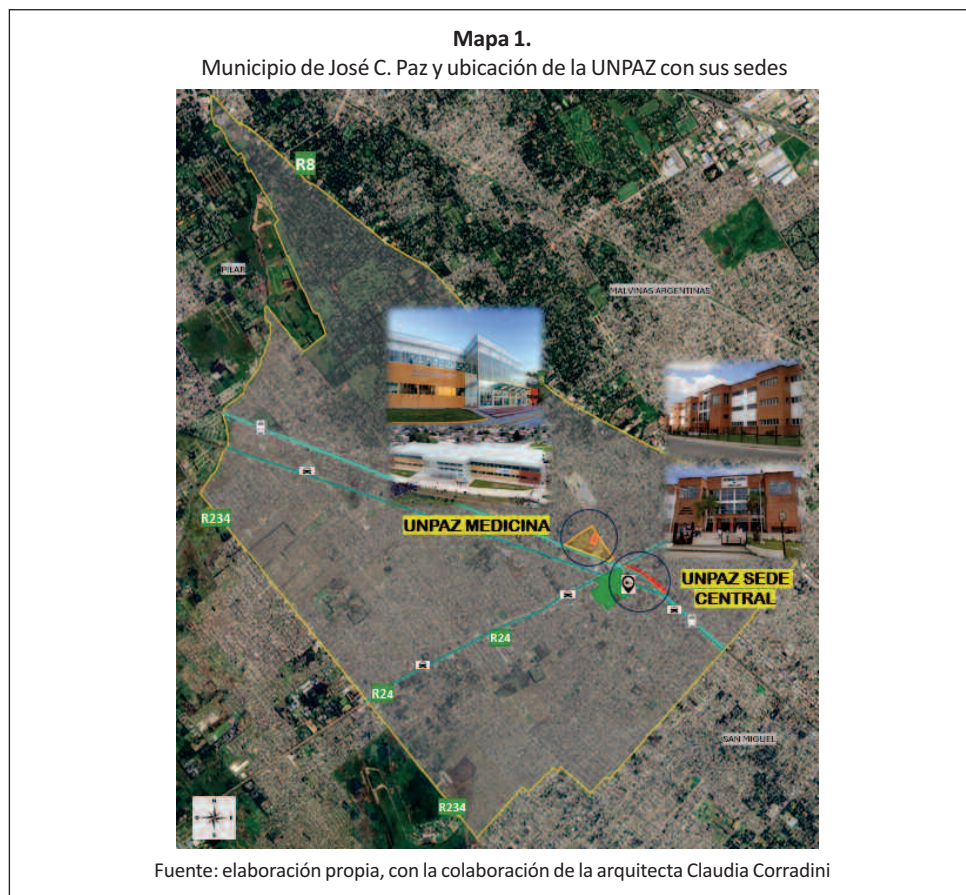 Mapa 1.
Municipio de José C. Paz y ubicación de la UNPAZ con sus sedes
R8
PILAR
MALVINAS ARGENTINAS
UNPAZ MEDICINA
UNPAZ SEDE
CENTRAL
R234
R24
R24
SAN MIGUEL
R234
Fuente: elaboración propia, con la colaboración de la arquitecta Claudia Corradini